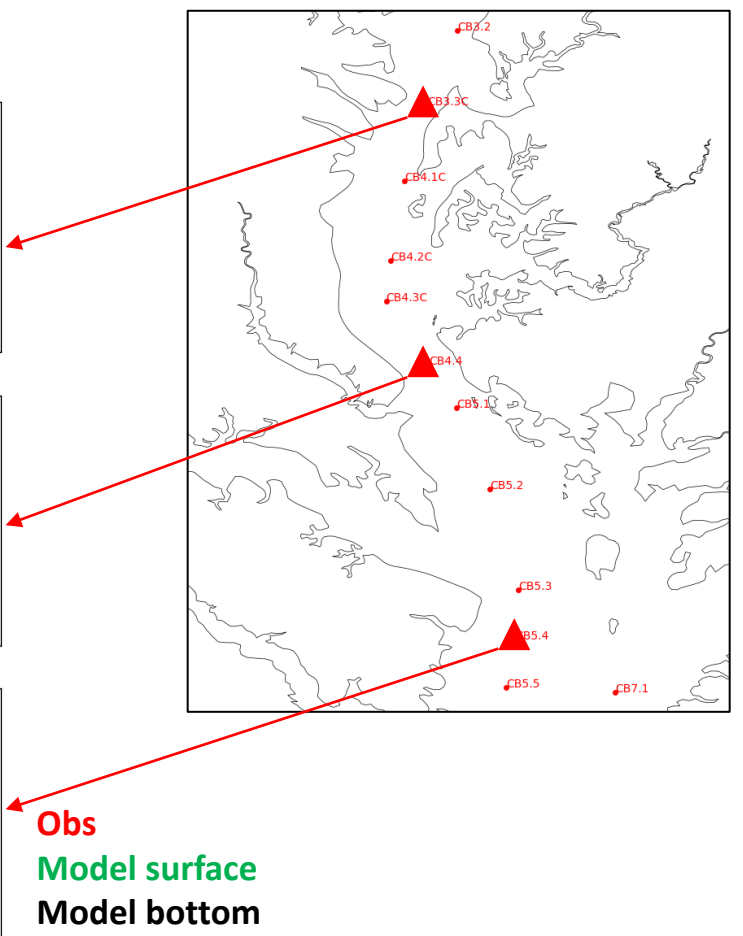 CB3.2
CB3.3C
CB4.1C
CB4.2C
CB4.3C
CB4.4
CB5.1
CB5.2
CB5.3
CB5.4
CB5.5
CB7.1
Obs
Model surface
Model bottom